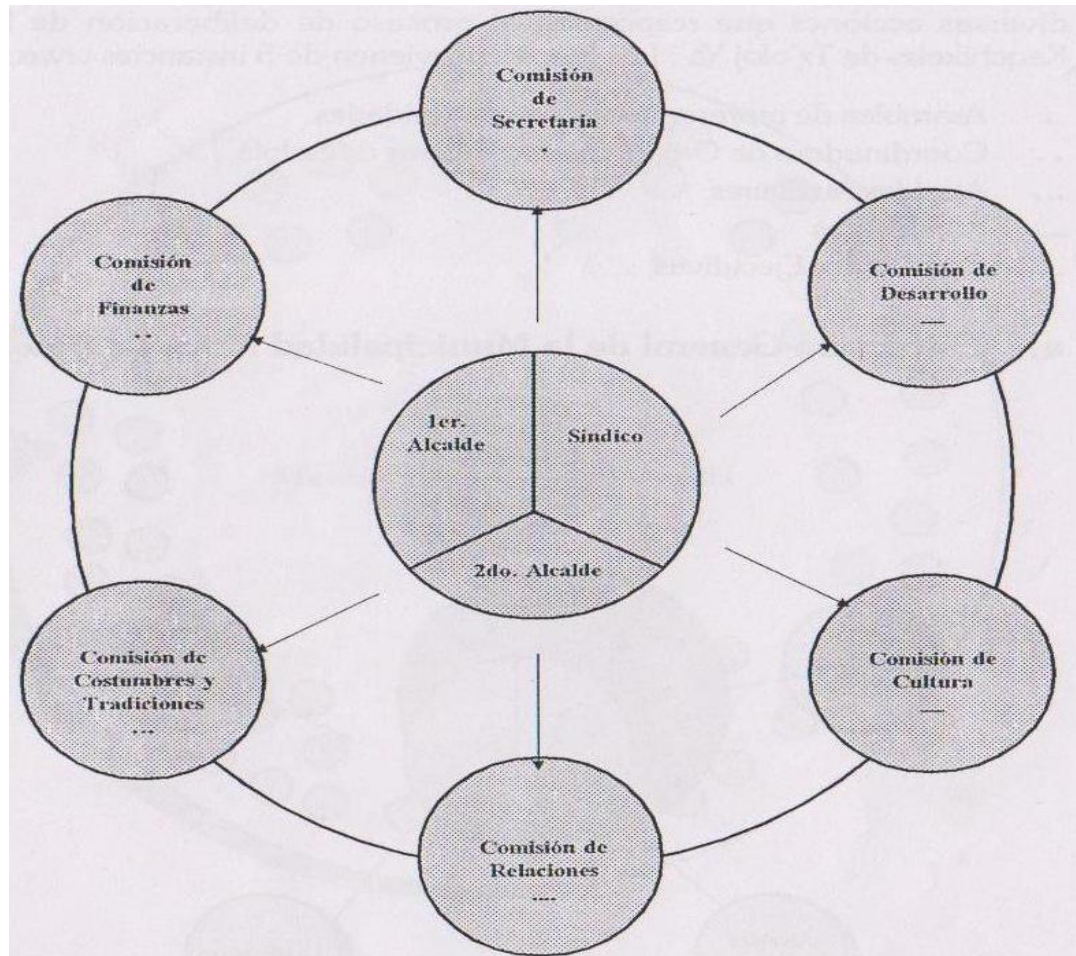 Comisión
de
Secretaría
.
Comisión
de
Finanzas
..
Comisión de
Desarrollo
—
1er.
Alcalde
Síndico
2do. Alcalde
Comisión de
Costumbres y
Tradiciones
...
Comisión de
Cultura
—
Comisión de
Relaciones
....